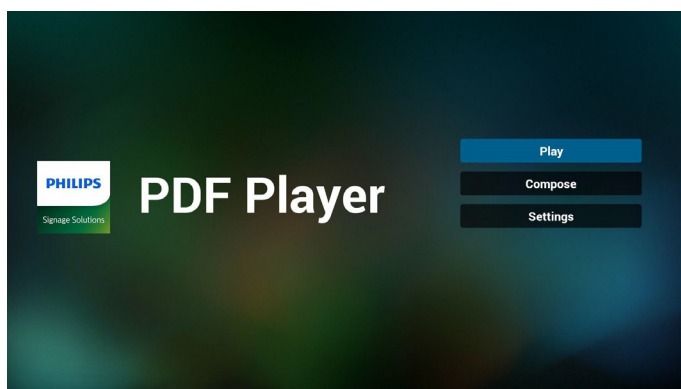 PHILIPS
Signage Solutions
PDF Player
Play
Compose
Settings